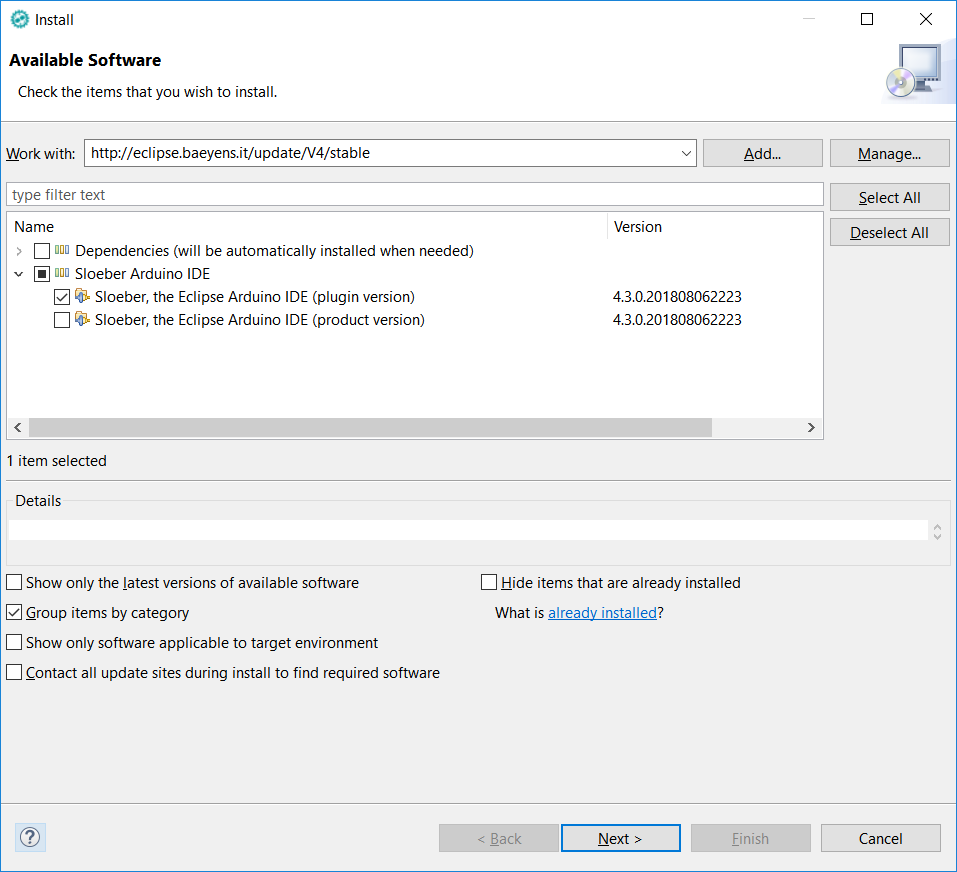 Install
Available Software
Check the items that you wish to install.
Work with: http://eclipse.baeyens.it/update/V4/stable Add... Manage...
type filter text Select All
Name Version Deselect All
Dependencies (will be automatically installed when needed)
Sloeber Arduino IDE
Sloeber, the Eclipse Arduino IDE (plugin version) 4.3.0.201808062223
Sloeber, the Eclipse Arduino IDE (product version) 4.3.0.201808062223
1 item selected
Details
Show only the latest versions of available software Hide items that are already installed
Group items by category What is already installed?
Show only software applicable to target environment
Contact all update sites during install to find required software
? < Back Next > Finish Cancel